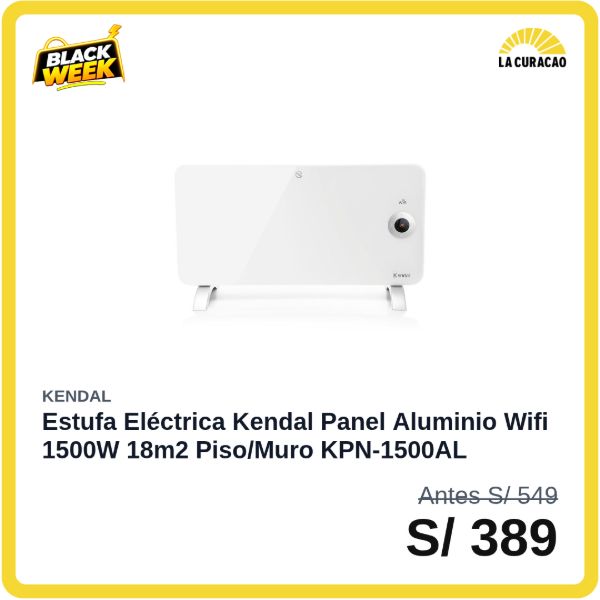 BLACK
WEEK
LA CURACAO
Kendal
KENDAL
Estufa Eléctrica Kendal Panel Aluminio Wifi
1500W 18m2 Piso/Muro KPN-1500AL
Antes S/ 549
S/ 389